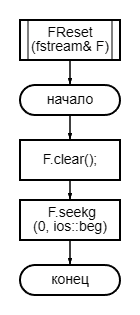 FReset
(fstream& F)
начало
F.clear();
F.seekg
(0, ios::beg)
конец